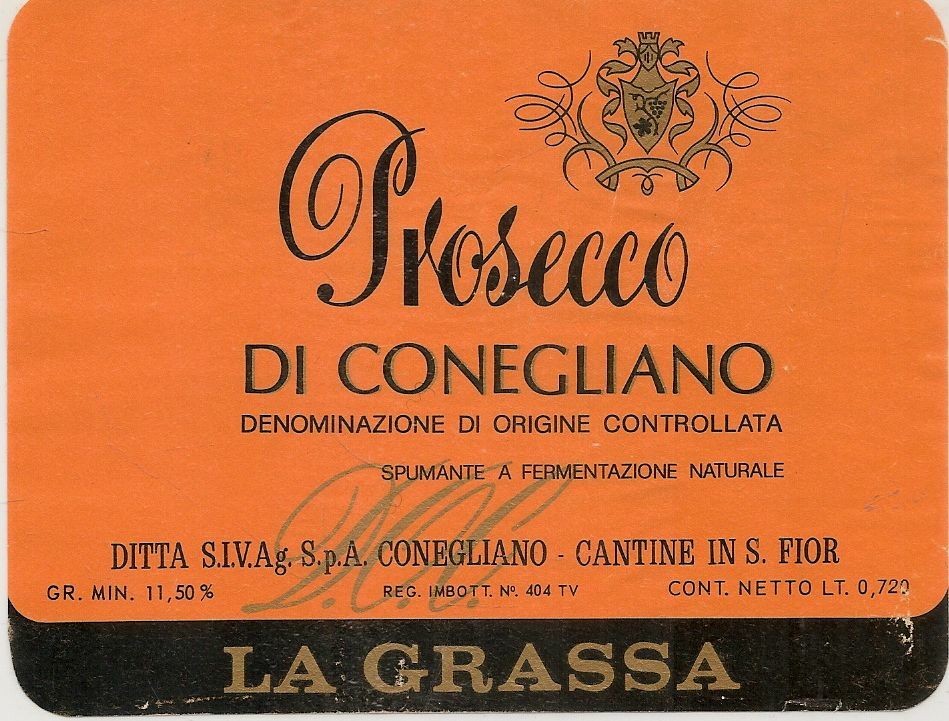 Prosecco
DI CONEGLIANO
DENOMINAZIONE DI ORIGINE CONTROLLATA
SPUMANTE A FERMENTAZIONE NATURALE
D.O.C.
DITTA S.I.V.Ag. S.p.A. CONEGLIANO - CANTINE IN S. FIOR
GR. MIN. 11,50% REG. IMBOTT. Nº. 404 TV CONT. NETTO LT. 0,720
LA GRASSA